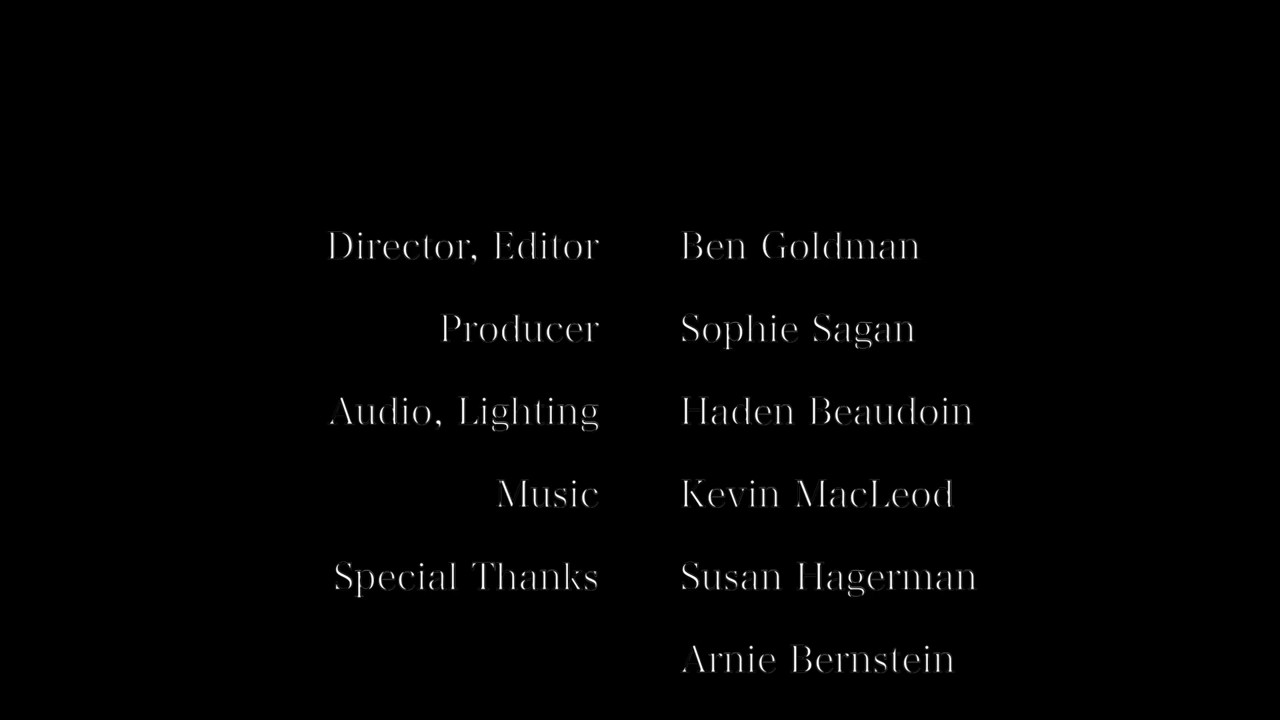 Director, Editor Ben Goldman
Producer Sophie Sagan
Audio, Lighting Haden Beaudoin
Music Kevin MacLeod
Special Thanks Susan Hagerman
Arnie Bernstein